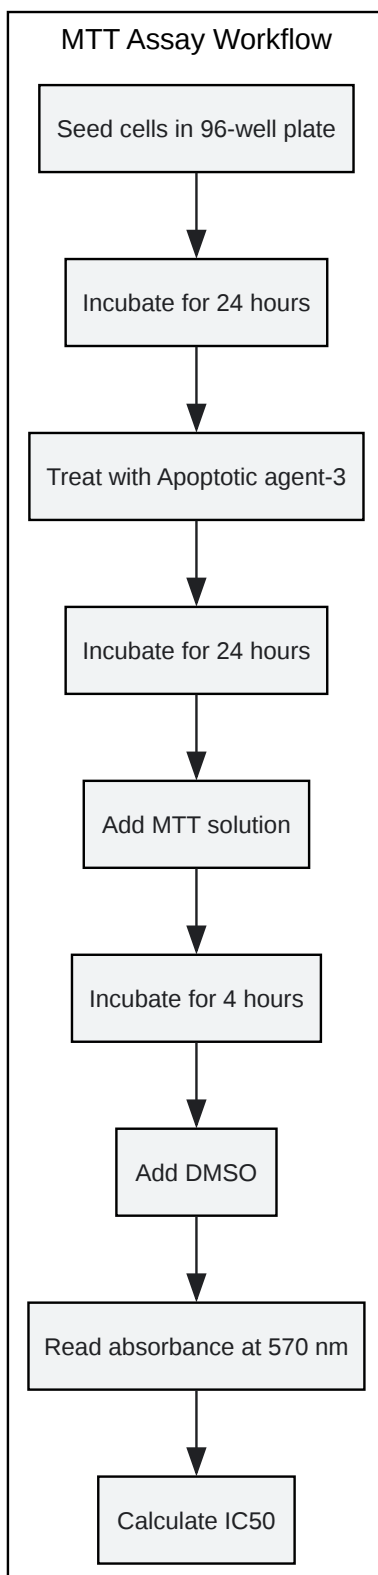 MTT Assay Workflow
Seed cells in 96-well plate
Incubate for 24 hours
Treat with Apoptotic agent-3
Incubate for 24 hours
Add MTT solution
Incubate for 4 hours
Add DMSO
Read absorbance at 570 nm
Calculate IC50